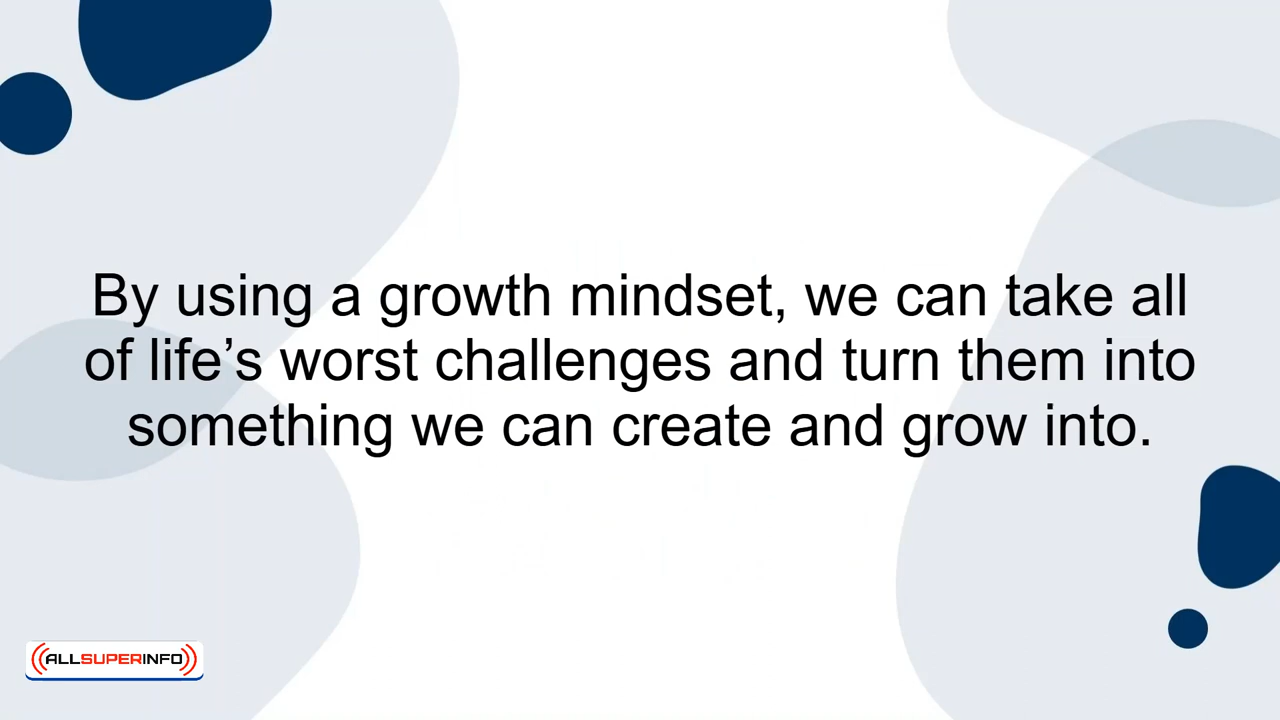 By using a growth mindset, we can take all
of life’s worst challenges and turn them into
something we can create and grow into.
ALLSUPERINFO